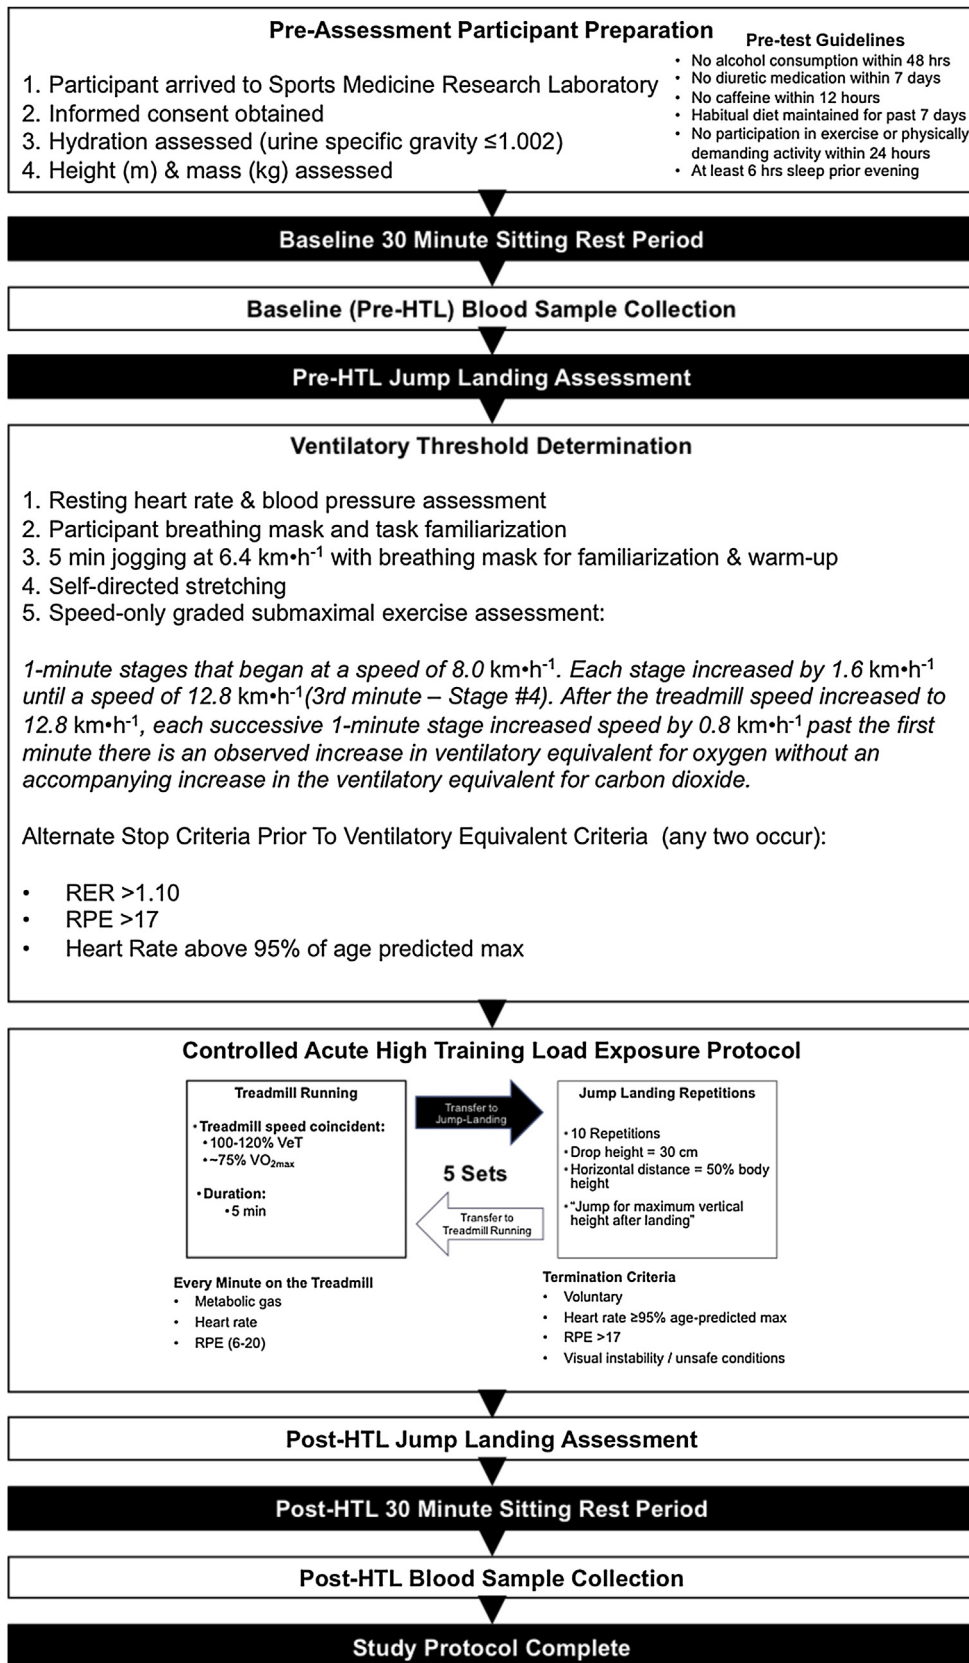 Pre-Assessment Participant Preparation
1. Participant arrived to Sports Medicine Research Laboratory
2. Informed consent obtained
3. Hydration assessed (urine specific gravity ≤1.002)
4. Height (m) & mass (kg) assessed
Pre-test Guidelines
• No alcohol consumption within 48 hrs
• No diuretic medication within 7 days
• No caffeine within 12 hours
• Habitual diet maintained for past 7 days
• No participation in exercise or physically
demanding activity within 24 hours
• At least 6 hrs sleep prior evening
Baseline 30 Minute Sitting Rest Period
Baseline (Pre-HTL) Blood Sample Collection
Pre-HTL Jump Landing Assessment
Ventilatory Threshold Determination
1. Resting heart rate & blood pressure assessment
2. Participant breathing mask and task familiarization
3. 5 min jogging at 6.4 km•h⁻¹ with breathing mask for familiarization & warm-up
4. Self-directed stretching
5. Speed-only graded submaximal exercise assessment:
1-minute stages that began at a speed of 8.0 km•h⁻¹. Each stage increased by 1.6 km•h⁻¹
until a speed of 12.8 km•h⁻¹(3rd minute – Stage #4). After the treadmill speed increased to
12.8 km•h⁻¹, each successive 1-minute stage increased speed by 0.8 km•h⁻¹ past the first
minute there is an observed increase in ventilatory equivalent for oxygen without an
accompanying increase in the ventilatory equivalent for carbon dioxide.
Alternate Stop Criteria Prior To Ventilatory Equivalent Criteria (any two occur):
• RER >1.10
• RPE >17
• Heart Rate above 95% of age predicted max
Controlled Acute High Training Load Exposure Protocol
Treadmill Running
• Treadmill speed coincident:
• 100-120% VeT
• ~75% VO₂max
• Duration:
• 5 min
Transfer to
Jump-Landing
5 Sets
Transfer to
Treadmill Running
Jump Landing Repetitions
• 10 Repetitions
• Drop height = 30 cm
• Horizontal distance = 50% body
height
• "Jump for maximum vertical
height after landing"
Every Minute on the Treadmill
• Metabolic gas
• Heart rate
• RPE (6-20)
Termination Criteria
• Voluntary
• Heart rate ≥95% age-predicted max
• RPE >17
• Visual instability / unsafe conditions
Post-HTL Jump Landing Assessment
Post-HTL 30 Minute Sitting Rest Period
Post-HTL Blood Sample Collection
Study Protocol Complete